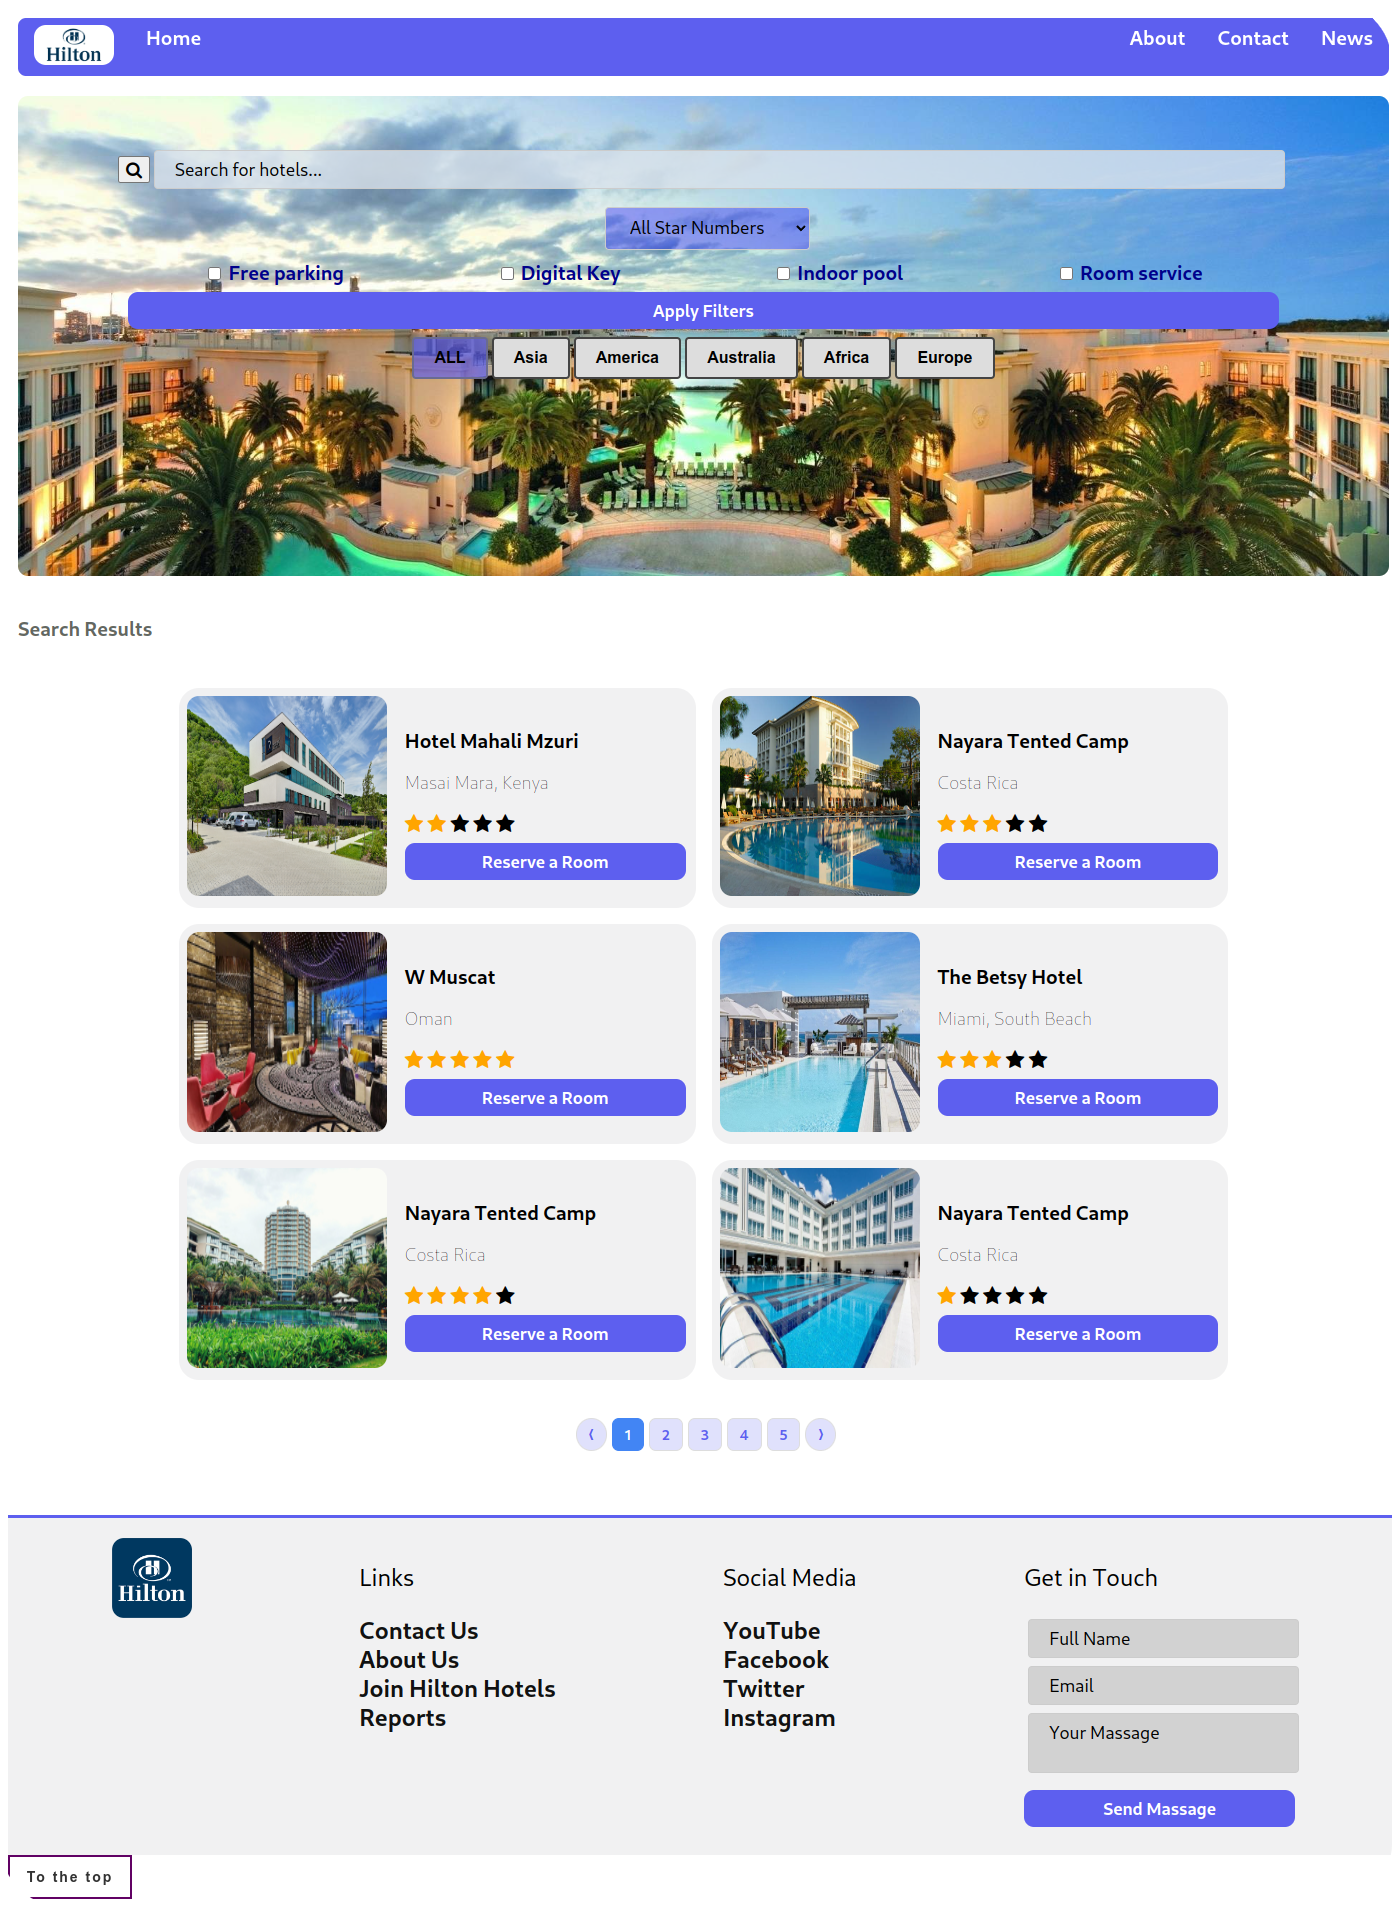 Hilton
Home
About
Contact
News
Search for hotels...
All Star Numbers
Free parking
Digital Key
Indoor pool
Room service
Apply Filters
ALL
Asia
America
Australia
Africa
Europe
Search Results
Hotel Mahali Mzuri
Masai Mara, Kenya
Reserve a Room
Nayara Tented Camp
Costa Rica
Reserve a Room
W Muscat
Oman
Reserve a Room
The Betsy Hotel
Miami, South Beach
Reserve a Room
Nayara Tented Camp
Costa Rica
Reserve a Room
Nayara Tented Camp
Costa Rica
Reserve a Room
‹ 1 2 3 4 5 ›
Hilton
Links
Contact Us
About Us
Join Hilton Hotels
Reports
Social Media
YouTube
Facebook
Twitter
Instagram
Get in Touch
Full Name
Email
Your Massage
Send Massage
To the top